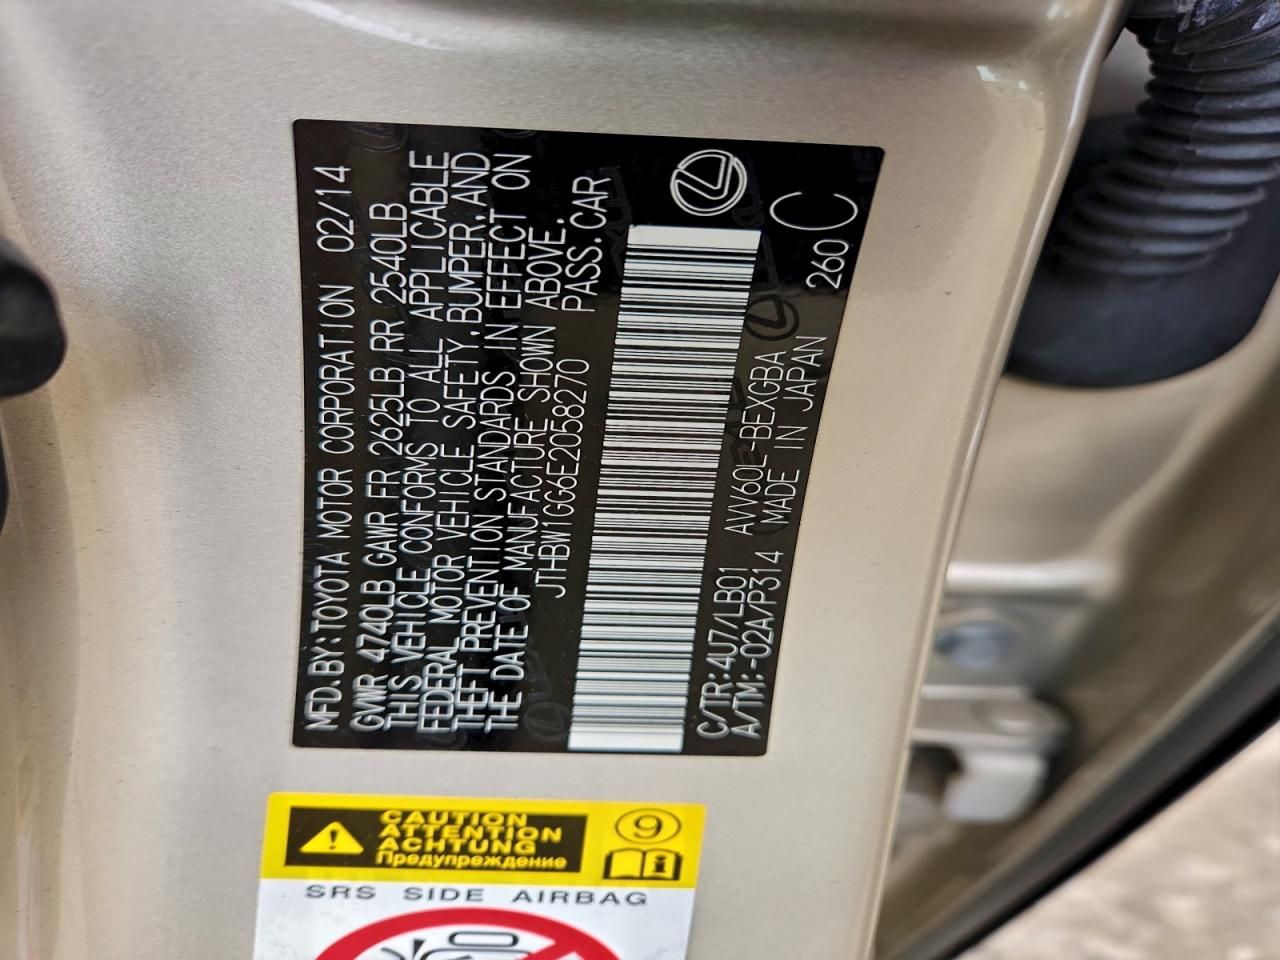 MFD.BY:TOYOTA MOTOR CORPORATION 02/14
GVWR 4740LB GAWR FR 2625LB RR 2540LB
THIS VEHICLE CONFORMS TO ALL APPLICABLE
FEDERAL MOTOR VEHICLE SAFETY,BUMPER,AND
THEFT PREVENTION STANDARDS IN EFFECT ON
THE DATE OF MANUFACTURE SHOWN ABOVE.
JTHBW1GG6E2058270 PASS.CAR
C/TR:4U7/LB01 AVV60L-BEXGBA 260 C
A/TM:-02A/P314 MADE IN JAPAN
CAUTION
ATTENTION
ACHTUNG
Предупреждение
9
i
SRS SIDE AIRBAG